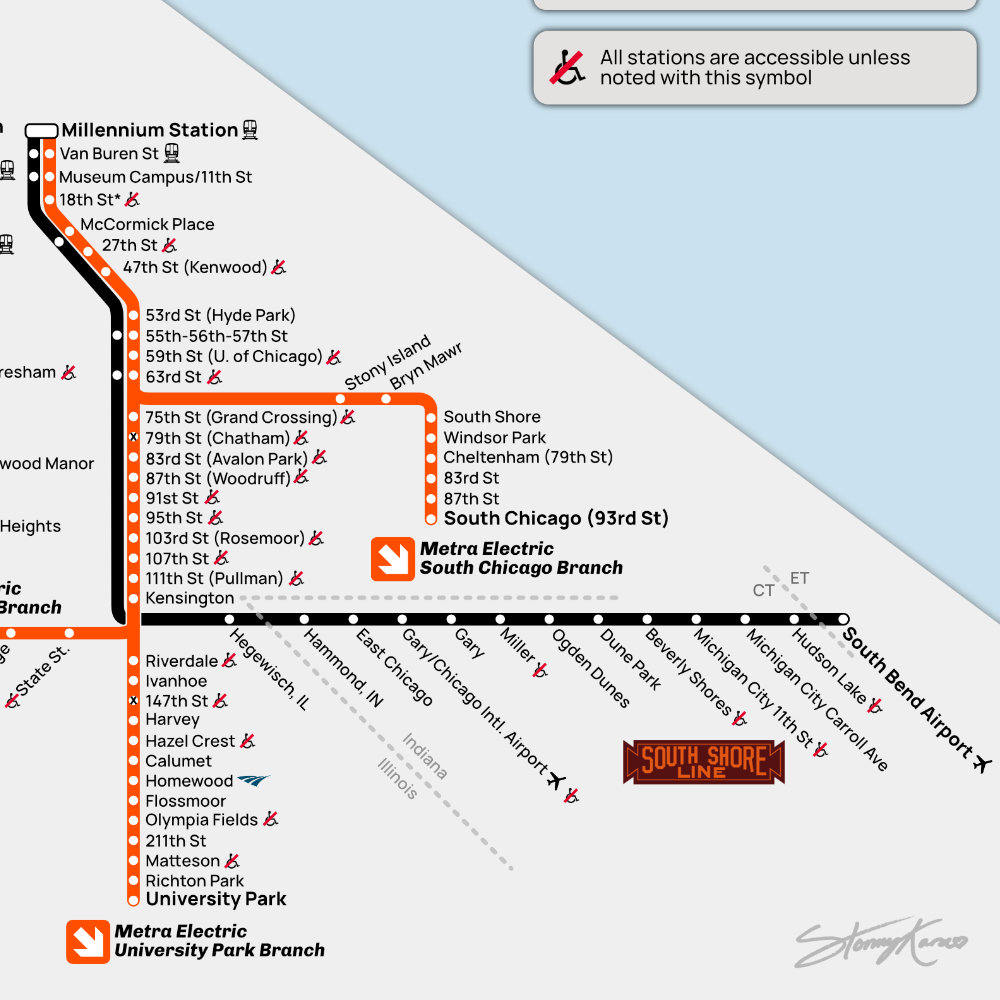 All stations are accessible unless
noted with this symbol
Millennium Station
Van Buren St
Museum Campus/11th St
18th St*
McCormick Place
27th St
47th St (Kenwood)
53rd St (Hyde Park)
55th-56th-57th St
59th St (U. of Chicago)
63rd St
Stony Island
Bryn Mawr
resham
75th St (Grand Crossing)
79th St (Chatham)
83rd St (Avalon Park)
87th St (Woodruff)
91st St
95th St
103rd St (Rosemoor)
107th St
111th St (Pullman)
Kensington
South Shore
Windsor Park
Cheltenham (79th St)
83rd St
87th St
South Chicago (93rd St)
Metra Electric
South Chicago Branch
wood Manor
Heights
ric
Branch
ge
State St.
CT
ET
Hegewisch, IL
Hammond, IN
East Chicago
Gary/Chicago Intl. Airport
Gary
Miller
Ogden Dunes
Dune Park
Beverly Shores
Michigan City 11th St
Michigan City Carroll Ave
Hudson Lake
South Bend Airport
Indiana
Illinois
SOUTH SHORE
LINE
Riverdale
Ivanhoe
147th St
Harvey
Hazel Crest
Calumet
Homewood
Flossmoor
Olympia Fields
211th St
Matteson
Richton Park
University Park
Metra Electric
University Park Branch